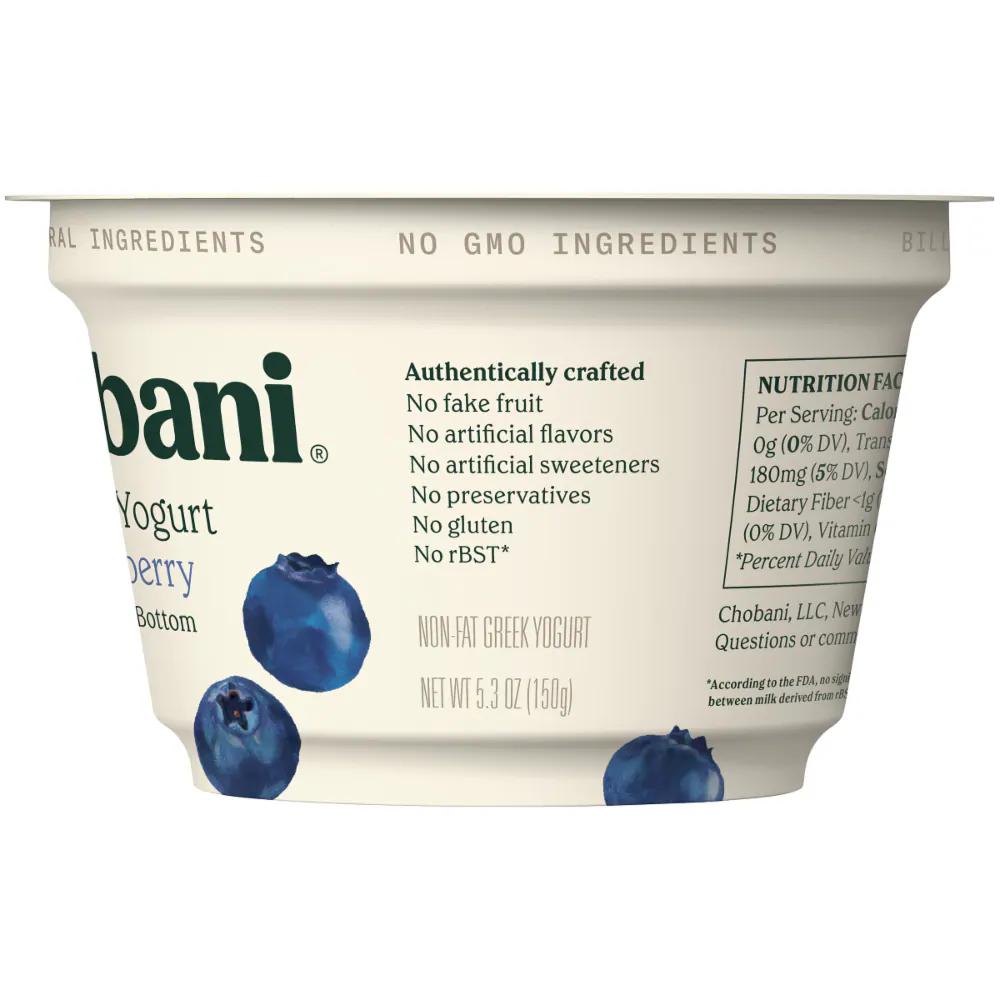 RAL INGREDIENTS
NO GMO INGREDIENTS
BILL
bani®
Yogurt
berry
Bottom
Authentically crafted
No fake fruit
No artificial flavors
No artificial sweeteners
No preservatives
No gluten
No rBST*
NON-FAT GREEK YOGURT
NET WT 5.3 OZ (150g)
NUTRITION FAC
Per Serving: Calo
0g (0% DV), Trans
180mg (5% DV), S
Dietary Fiber <1g
(0% DV), Vitamin
*Percent Daily Val
Chobani, LLC, New
Questions or comm
*According to the FDA, no sign
between milk derived from rBS